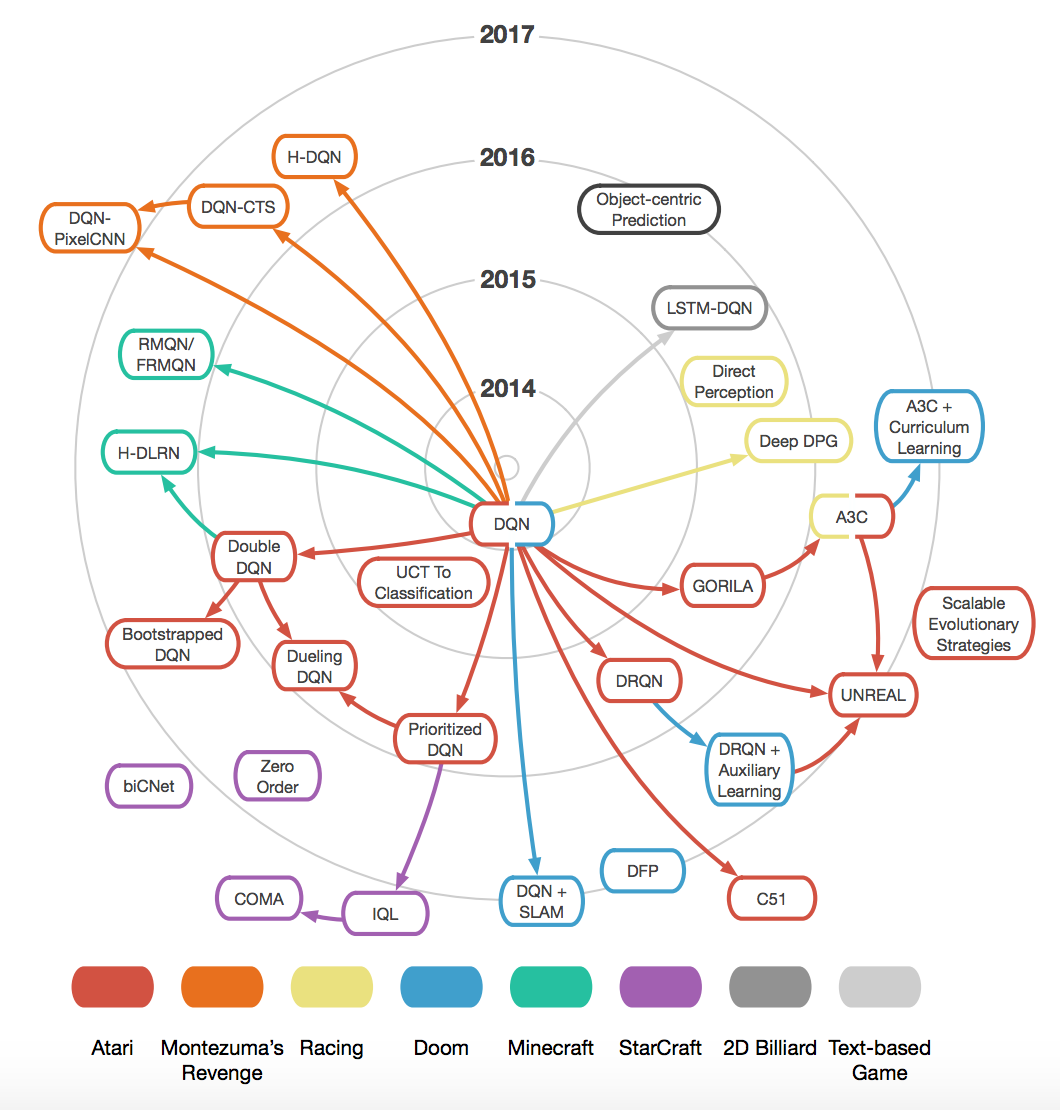 2017
H-DQN
2016
DQN-CTS
Object-centric
Prediction
DQN-
PixelCNN
2015
LSTM-DQN
RMQN/
FRMQN
Direct
Perception
2014
A3C +
Curriculum
Learning
H-DLRN
Deep DPG
DQN
A3C
Double
DQN
UCT To
Classification
GORILA
Scalable
Evolutionary
Strategies
Bootstrapped
DQN
Dueling
DQN
DRQN
UNREAL
Prioritized
DQN
DRQN +
Auxiliary
Learning
biCNet
Zero
Order
DFP
COMA
IQL
DQN +
SLAM
C51
Atari
Montezuma's
Revenge
Racing
Doom
Minecraft
StarCraft
2D Billiard
Text-based
Game